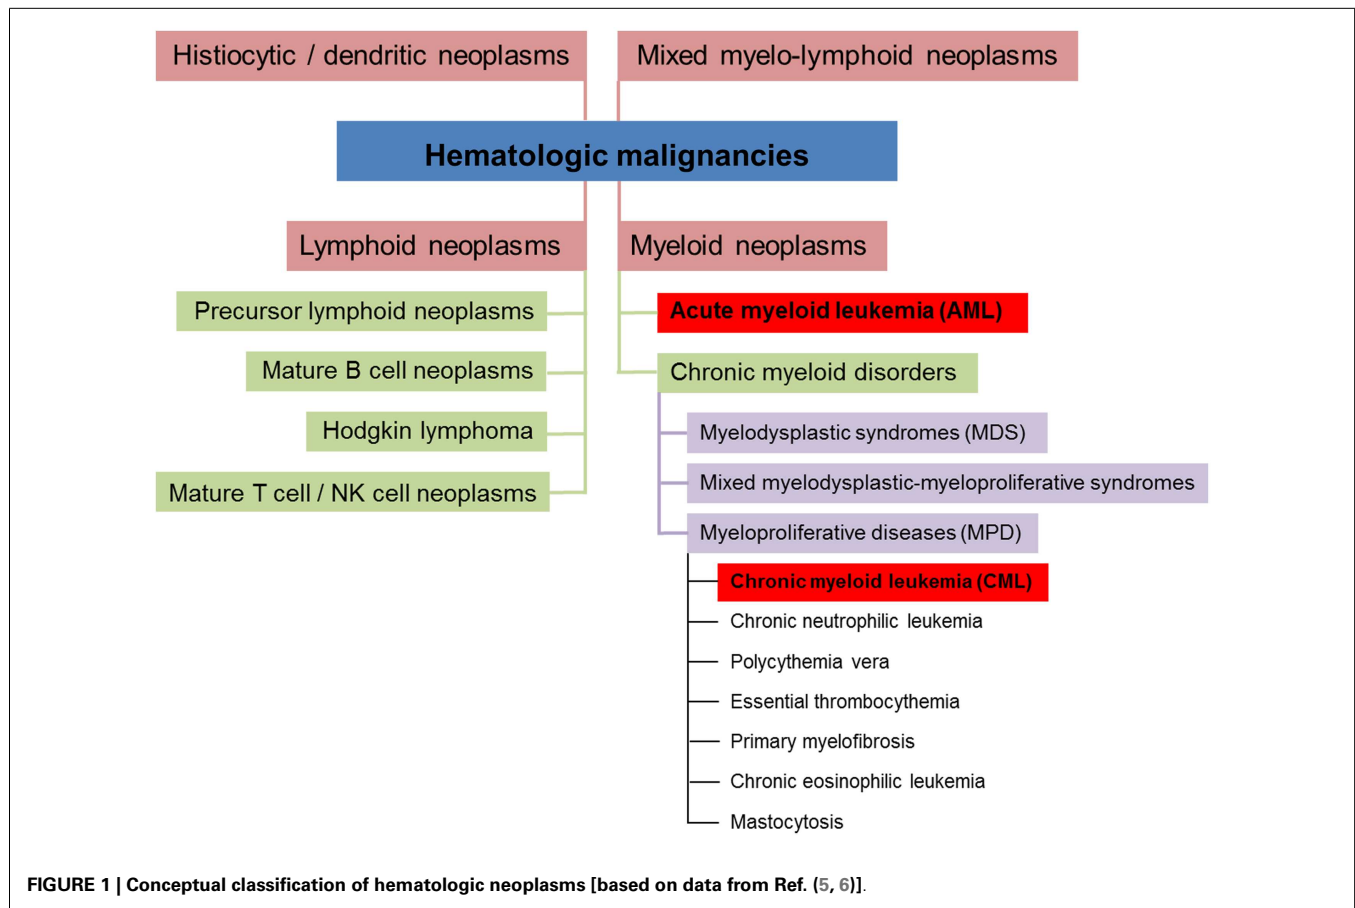 Histiocytic / dendritic neoplasms
Mixed myelo-lymphoid neoplasms
Hematologic malignancies
Lymphoid neoplasms
Precursor lymphoid neoplasms
Mature B cell neoplasms
Hodgkin lymphoma
Mature T cell / NK cell neoplasms
Myeloid neoplasms
Acute myeloid leukemia (AML)
Chronic myeloid disorders
Myelodysplastic syndromes (MDS)
Mixed myelodysplastic-myeloproliferative syndromes
Myeloproliferative diseases (MPD)
Chronic myeloid leukemia (CML)
Chronic neutrophilic leukemia
Polycythemia vera
Essential thrombocythemia
Primary myelofibrosis
Chronic eosinophilic leukemia
Mastocytosis
FIGURE 1 | Conceptual classification of hematologic neoplasms [based on data from Ref. (5, 6)].